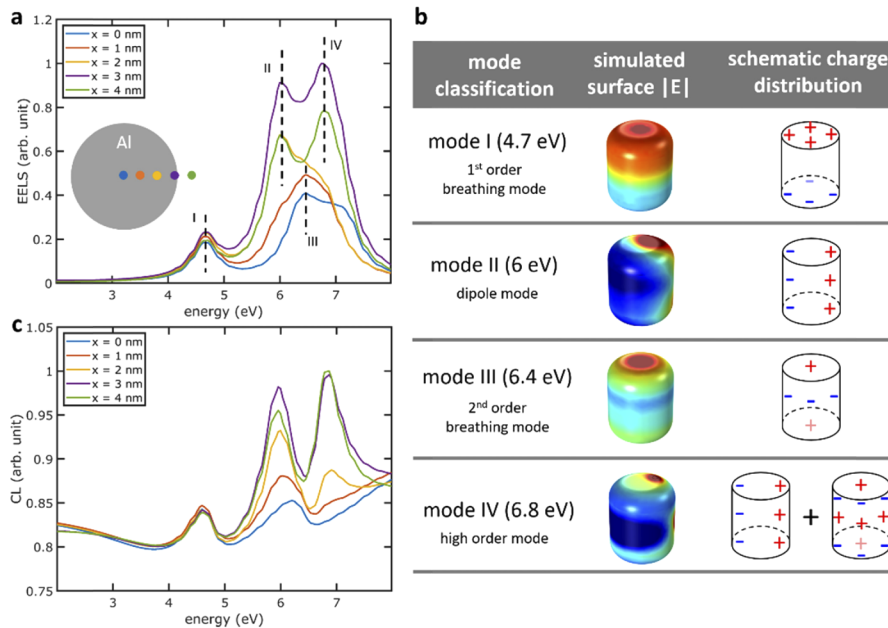 a
1.2
1
0.8
0.6
0.4
0.2
0
EELS (arb. unit)
x = 0 nm
x = 1 nm
x = 2 nm
x = 3 nm
x = 4 nm
Al
I
II
III
IV
3 4 5 6 7
energy (eV)
c
1.05
1
0.95
0.9
0.85
0.8
0.75
CL (arb. unit)
x = 0 nm
x = 1 nm
x = 2 nm
x = 3 nm
x = 4 nm
3 4 5 6 7
energy (eV)
b
mode classification
simulated surface |E|
schematic charge distribution
mode I (4.7 eV)
1st order
breathing mode
+ + + + +
- - - -
mode II (6 eV)
dipole mode
- +
- +
- +
mode III (6.4 eV)
2nd order
breathing mode
+
- - -
+
mode IV (6.8 eV)
high order mode
- +
- +
- +
+
+
- - -
+ + +
- + -
-